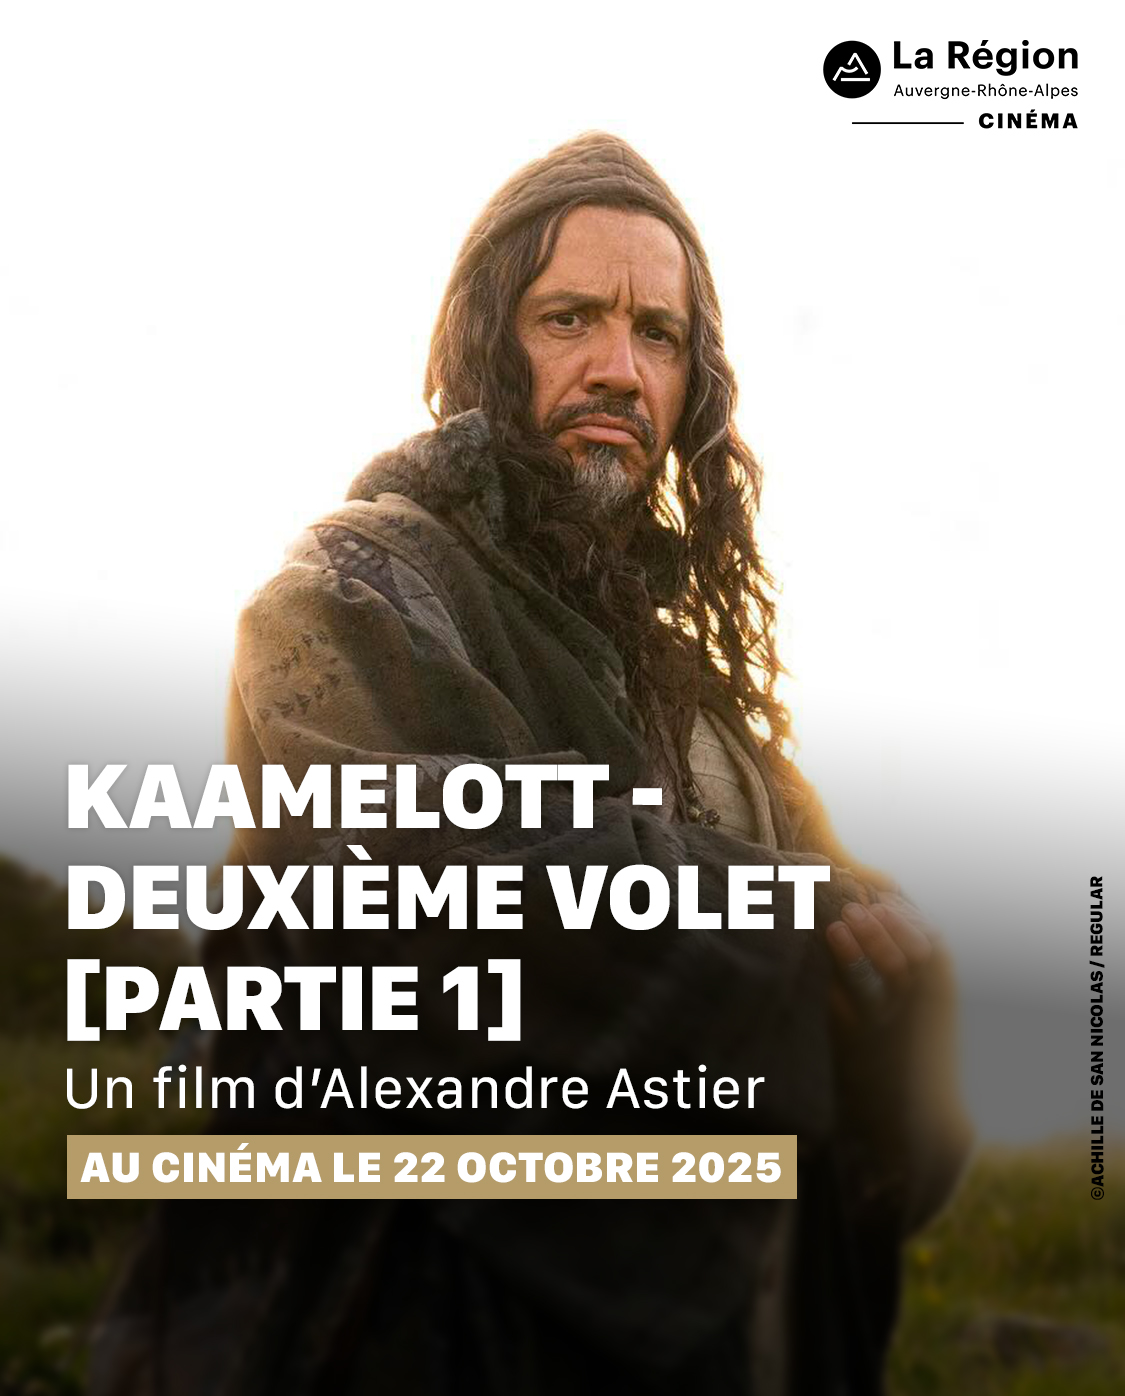 La Région
Auvergne-Rhône-Alpes
CINÉMA
KAAMELOTT -
DEUXIÈME VOLET
[PARTIE 1]
Un film d’Alexandre Astier
AU CINÉMA LE 22 OCTOBRE 2025
©ACHILLE DE SAN NICOLAS / REGULAR